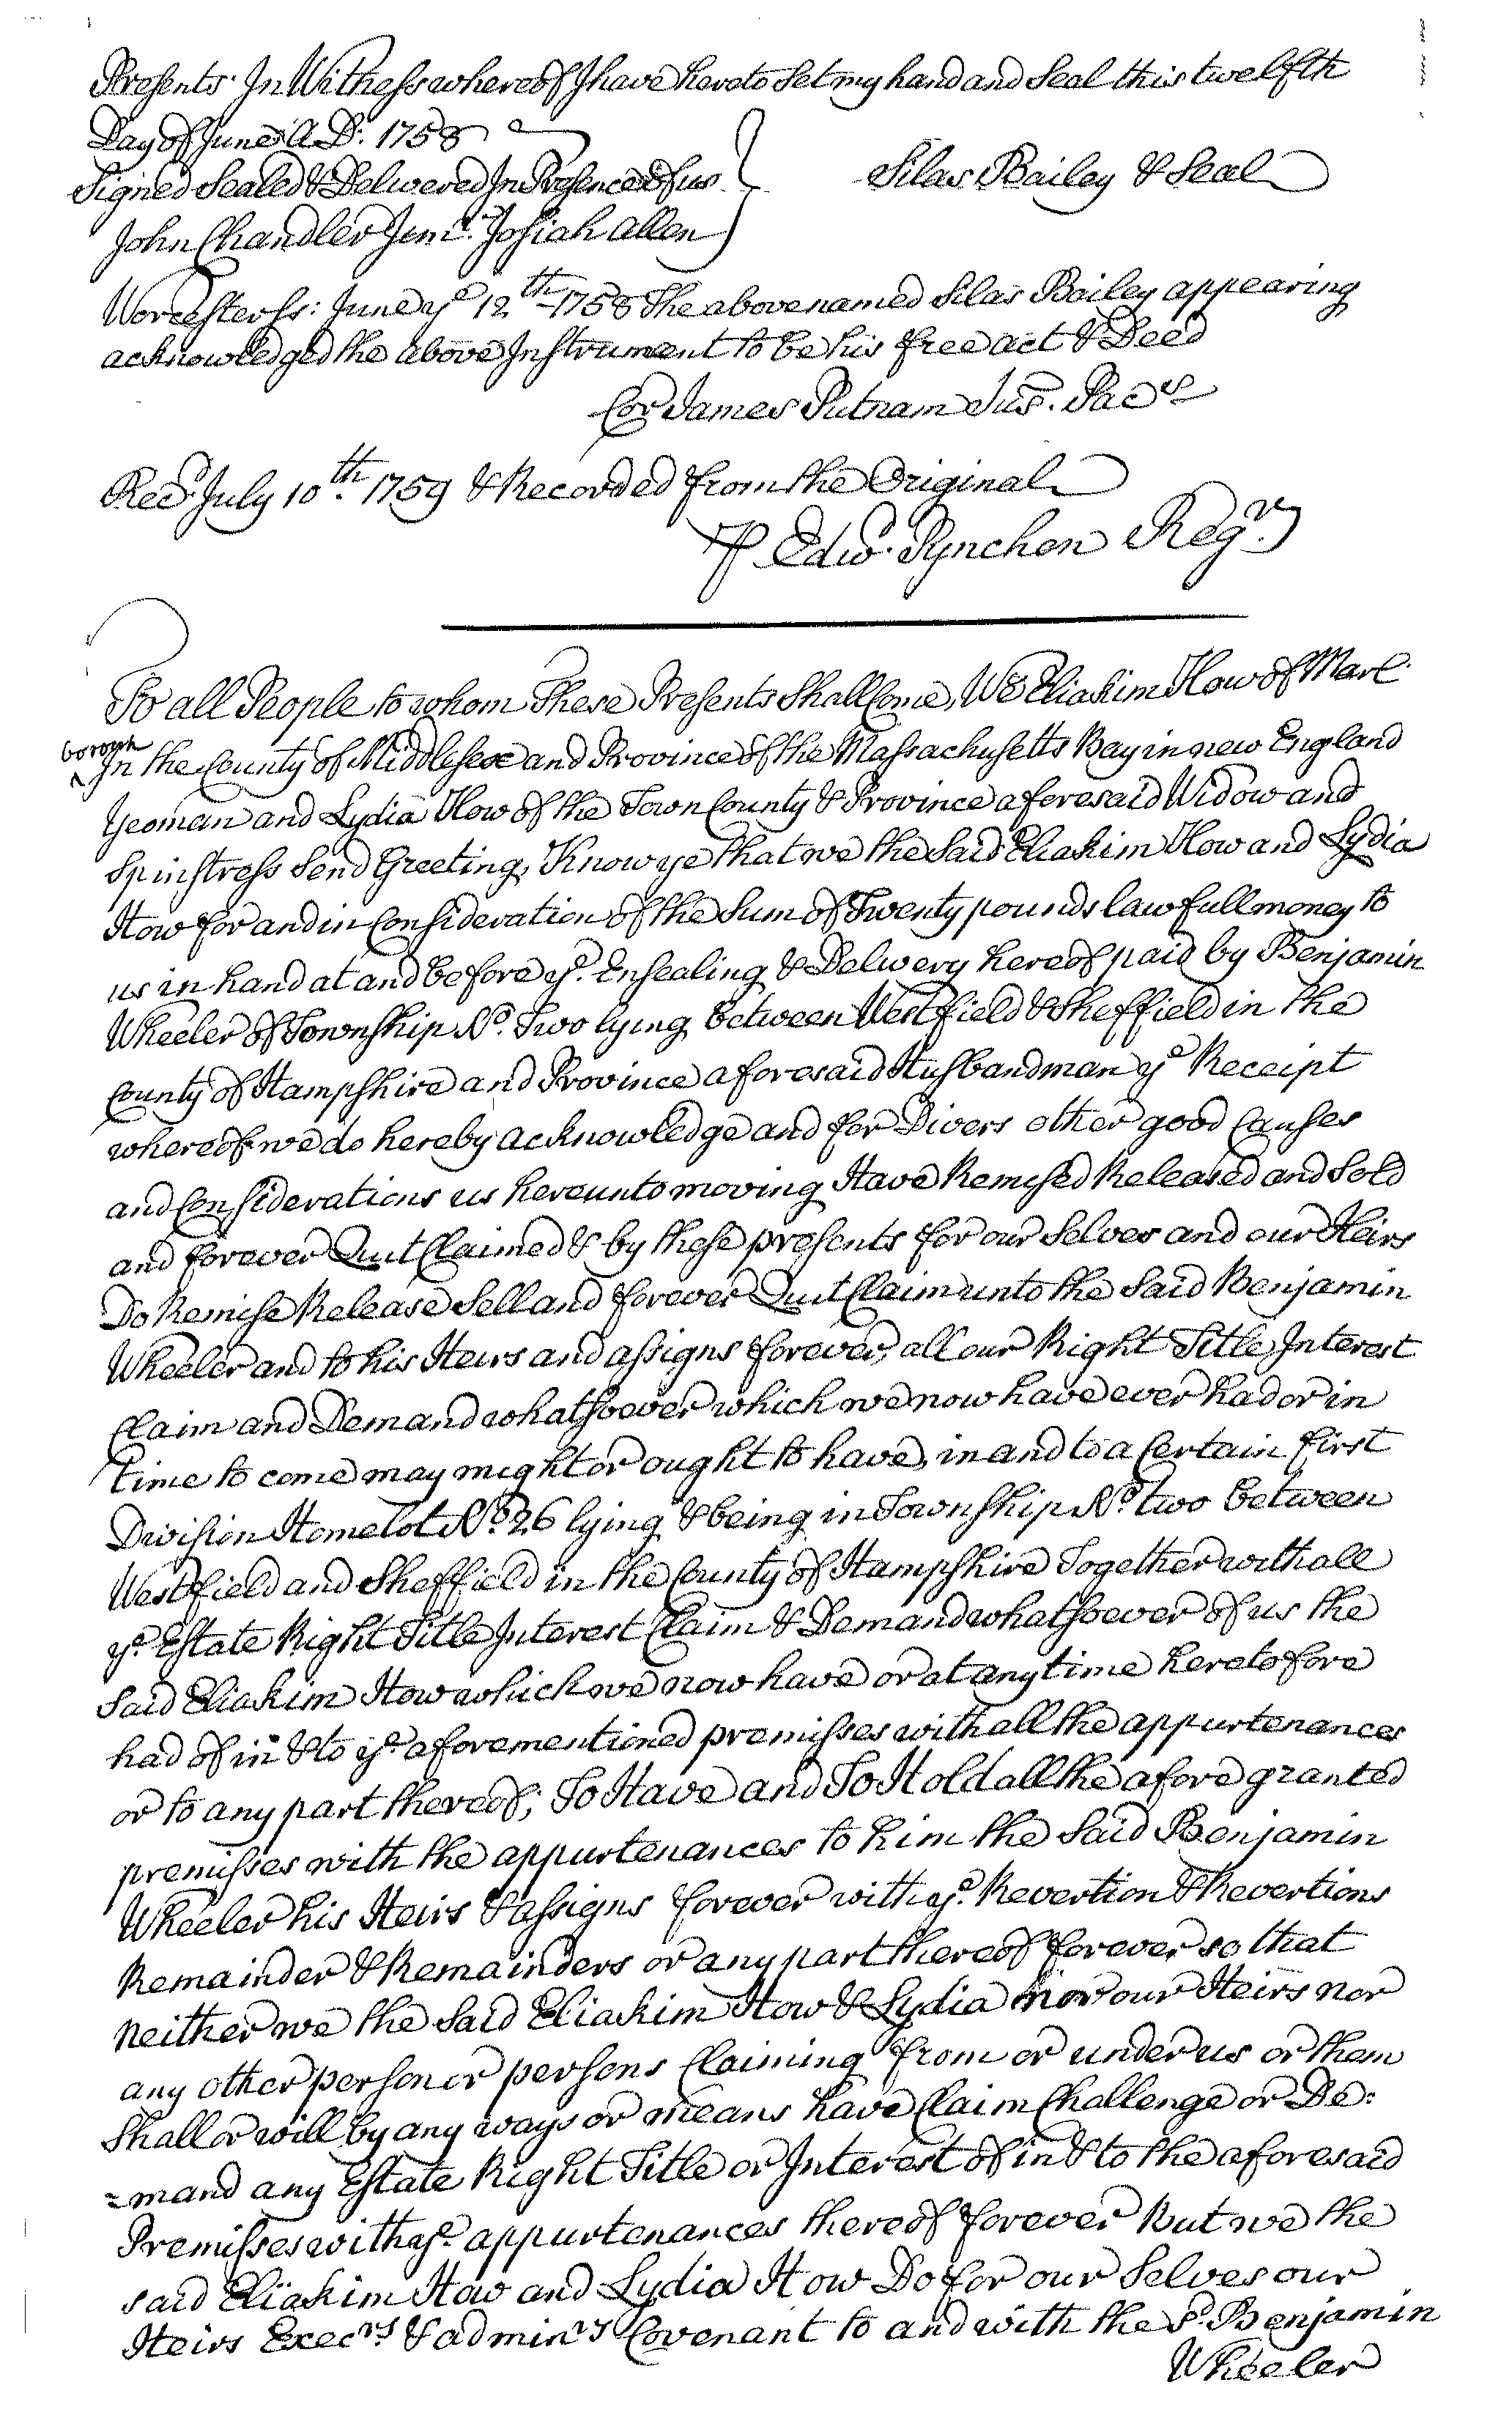 Presents. In Witness whereof I have hereto Set my hand and Seal this twelfth
Day of June A.D: 1758
Signed Sealed & Delivered In Presence of us
Silas Bailey & Seal
John Chandler Junr. Josiah Allen
Worcester ss: June ye 12th 1758 The above named Silas Bailey appearing
acknowledged the above Instrument to be his free act & Deed
Cor James Putnam Jus. Pacs
Recd. July 10th. 1759 & Recorded from the Original
P Edwd. Pynchon Regr.
To all People to whom These Presents Shall Come, We Eliakim How of Marl
borough
In the County of Middlesex and Province of the Massachusetts Bay in new England
Yeoman and Lydia How of the Town County & Province aforesaid Widow and
Spinstress Send Greeting, Know ye that we the Said Eliakim How and Lydia
How for and in Consideration of the Sum of Twenty pounds lawfull money to
us in hand at and before ye. Ensealing & Delivery hereof paid by Benjamin
Wheeler of Township No. Two lying between Westfield & Sheffield in the
County of Hampshire and Province aforesaid Husbandman ye Receipt
whereof we do hereby acknowledge and for Divers other good Causes
and Considerations us hereunto moving Have Remised Released and Sold
and forever Quit Claimed & by these presents for our Selves and our Heirs
Do Remise Release Sell and forever Quit Claim unto the Said Benjamin
Wheeler and to his Heirs and assigns forever, all our Right Title Interest
Claim and Demand whatsoever which we now have ever had or in
time to come may might or ought to have, in and to a Certain first
Division Homelot No. 26 lying & being in Township No. two between
Westfield and Sheffield in the County of Hampshire Together with all
ye. Estate Right Title Interest Claim & Demand whatsoever of us the
Said Eliakim How which we now have or at any time heretofore
had of in & to ye. aforementioned premisses with all the appurtenances
or to any part thereof; To Have and To Hold all the afore granted
premisses with the appurtenances to him the Said Benjamin
Wheeler his Heirs & assigns forever with ye. Revertion & Revertions
Remainder & Remainders or any part thereof forever so that
neither we the Said Eliakim How & Lydia nor our Heirs nor
any other person or persons Claiming from or under us or them
Shall or will by any ways or means have Claim Challenge or De:
=mand any Estate Right Title or Interest of in & to the aforesaid
Premisses with ye. appurtenances thereof forever But we the
said Eliakim How and Lydia How Do for our Selves our
Heirs Execrs. & adminrs Covenant to and with the Sd. Benjamin
Wheeler